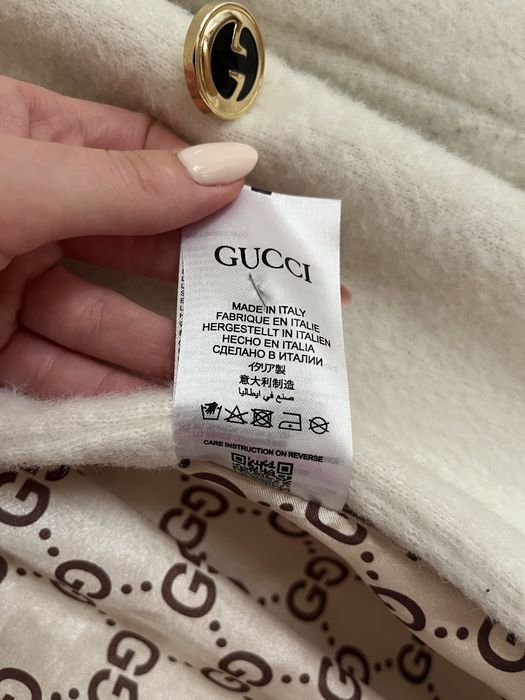 GUCCI
MADE IN ITALY
FABRIQUE EN ITALIE
HERGESTELLT IN ITALIEN
HECHO EN ITALIA
СДЕЛАНО В ИТАЛИИ
イタリア製
意大利制造
صنع في ايطاليا
CARE INSTRUCTION ON REVERSE